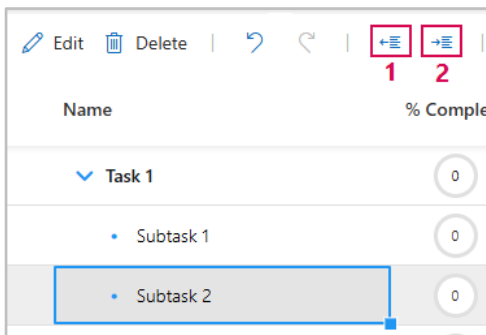 Edit Delete
1 2
Name % Comple
Task 1 0
Subtask 1 0
Subtask 2 0